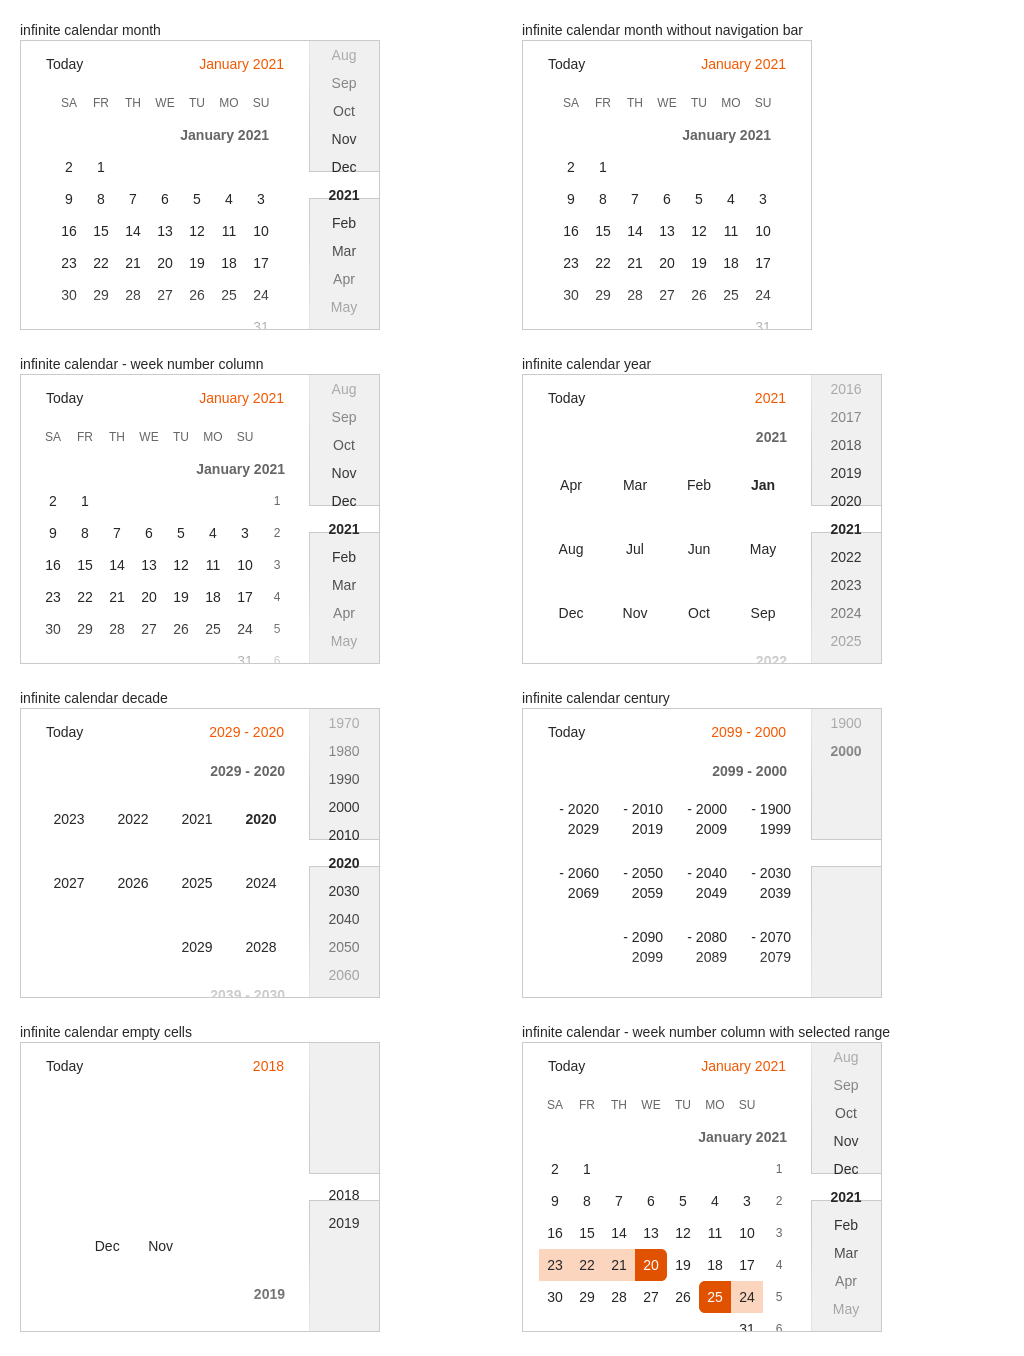 infinite calendar month
Today January 2021
SA FR TH WE TU MO SU
January 2021
2 1
9 8 7 6 5 4 3
16 15 14 13 12 11 10
23 22 21 20 19 18 17
30 29 28 27 26 25 24
31
Aug
Sep
Oct
Nov
Dec
2021
Feb
Mar
Apr
May
infinite calendar month without navigation bar
Today January 2021
SA FR TH WE TU MO SU
January 2021
2 1
9 8 7 6 5 4 3
16 15 14 13 12 11 10
23 22 21 20 19 18 17
30 29 28 27 26 25 24
31
infinite calendar - week number column
Today January 2021
SA FR TH WE TU MO SU
January 2021
2 1 1
9 8 7 6 5 4 3 2
16 15 14 13 12 11 10 3
23 22 21 20 19 18 17 4
30 29 28 27 26 25 24 5
31 6
Aug
Sep
Oct
Nov
Dec
2021
Feb
Mar
Apr
May
infinite calendar year
Today 2021
2021
Apr Mar Feb Jan
Aug Jul Jun May
Dec Nov Oct Sep
2022
2016
2017
2018
2019
2020
2021
2022
2023
2024
2025
infinite calendar decade
Today 2029 - 2020
2029 - 2020
2023 2022 2021 2020
2027 2026 2025 2024
2029 2028
2039 - 2030
1970
1980
1990
2000
2010
2020
2030
2040
2050
2060
infinite calendar century
Today 2099 - 2000
2099 - 2000
- 2020 - 2010 - 2000 - 1900
2029 2019 2009 1999
- 2060 - 2050 - 2040 - 2030
2069 2059 2049 2039
- 2090 - 2080 - 2070
2099 2089 2079
1900
2000
infinite calendar empty cells
Today 2018
Dec Nov
2019
2018
2019
infinite calendar - week number column with selected range
Today January 2021
SA FR TH WE TU MO SU
January 2021
2 1 1
9 8 7 6 5 4 3 2
16 15 14 13 12 11 10 3
23 22 21 20 19 18 17 4
30 29 28 27 26 25 24 5
31 6
Aug
Sep
Oct
Nov
Dec
2021
Feb
Mar
Apr
May